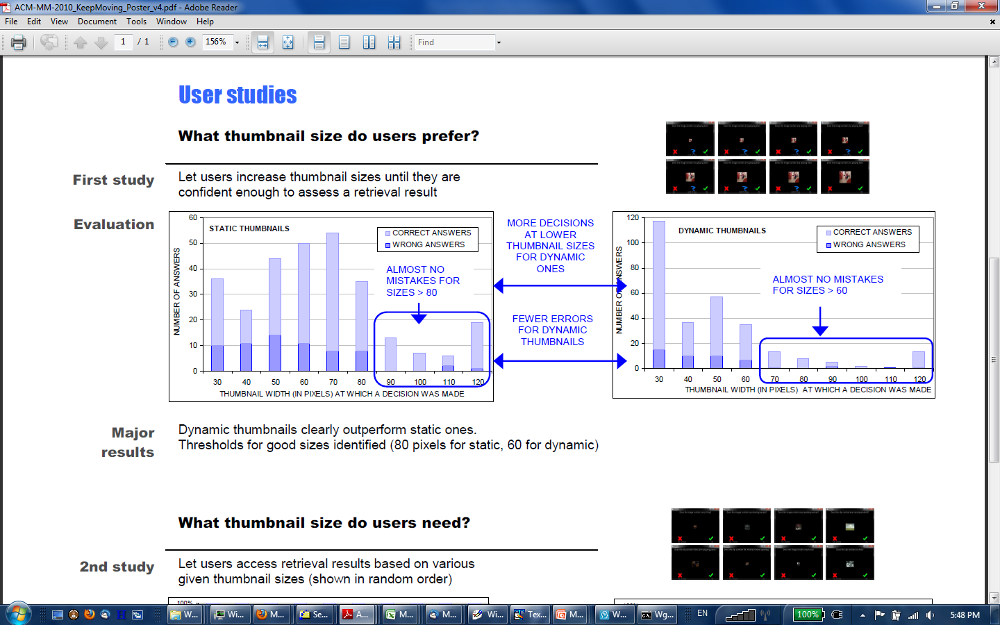 ACM-MM-2010_KeepMoving_Poster_v4.pdf - Adobe Reader
File Edit View Document Tools Window Help
1 / 1 156% Find
User studies
What thumbnail size do users prefer?
First study
Let users increase thumbnail sizes until they are
confident enough to assess a retrieval result
Evaluation
STATIC THUMBNAILS
CORRECT ANSWERS
WRONG ANSWERS
NUMBER OF ANSWERS
60
50
40
30
20
10
0
ALMOST NO
MISTAKES FOR
SIZES > 80
30 40 50 60 70 80 90 100 110 120
THUMBNAIL WIDTH (IN PIXELS) AT WHICH A DECISION WAS MADE
MORE DECISIONS
AT LOWER
THUMBNAIL SIZES
FOR DYNAMIC
ONES
FEWER ERRORS
FOR DYNAMIC
THUMBNAILS
DYNAMIC THUMBNAILS
CORRECT ANSWERS
WRONG ANSWERS
NUMBER OF ANSWERS
120
100
80
60
40
20
0
ALMOST NO MISTAKES
FOR SIZES > 60
30 40 50 60 70 80 90 100 110 120
THUMBNAIL WIDTH (IN PIXELS) AT WHICH A DECISION WAS MADE
Major
results
Dynamic thumbnails clearly outperform static ones.
Thresholds for good sizes identified (80 pixels for static, 60 for dynamic)
What thumbnail size do users need?
2nd study
Let users access retrieval results based on various
given thumbnail sizes (shown in random order)
100%
W... Wi... M... Se... A... M... M... Wi... Tex... M... W... Wg... EN 100% 5:48 PM